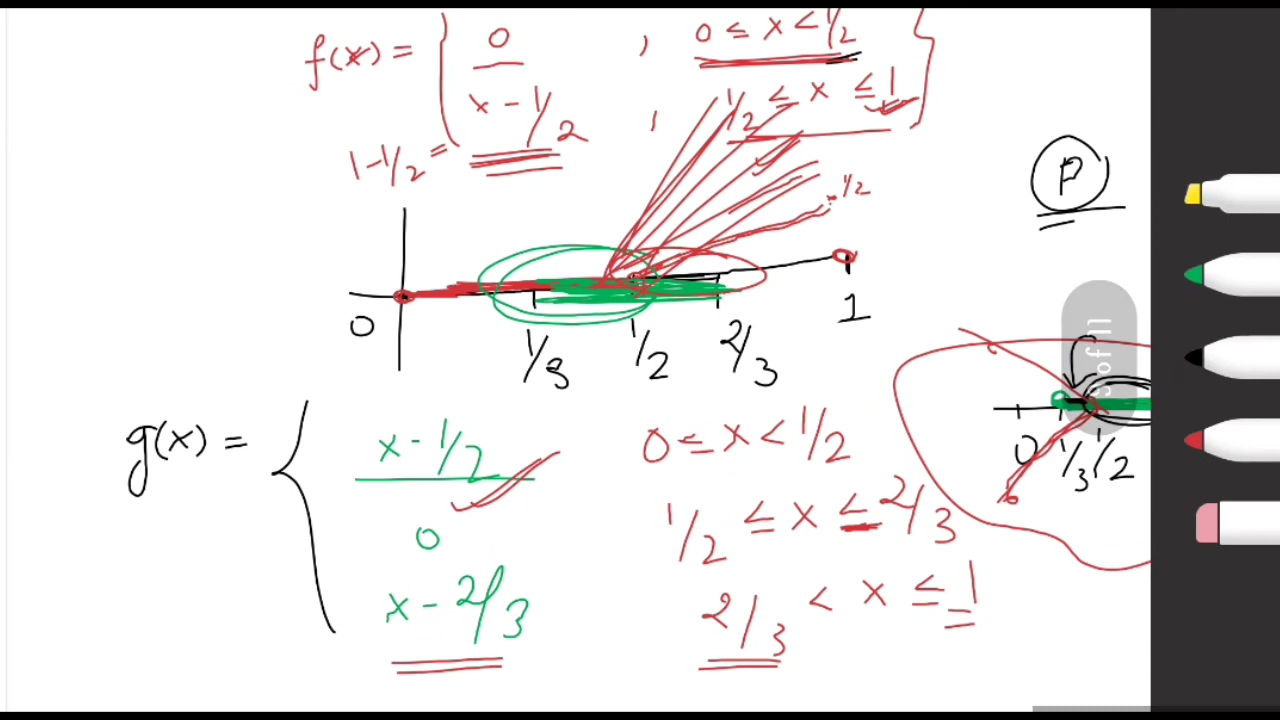 f(x) = { 0 , 0 ≤ x < 1/2 }
x - 1/2 , 1/2 ≤ x ≤ 1
1-1/2 =
P
1/2
0 1/3 1/2 2/3 1
0 1/3 1/2
g(x) = { x - 1/2 0 ≤ x < 1/2
0 1/2 ≤ x ≤ 2/3
x - 2/3 2/3 < x ≤ 1